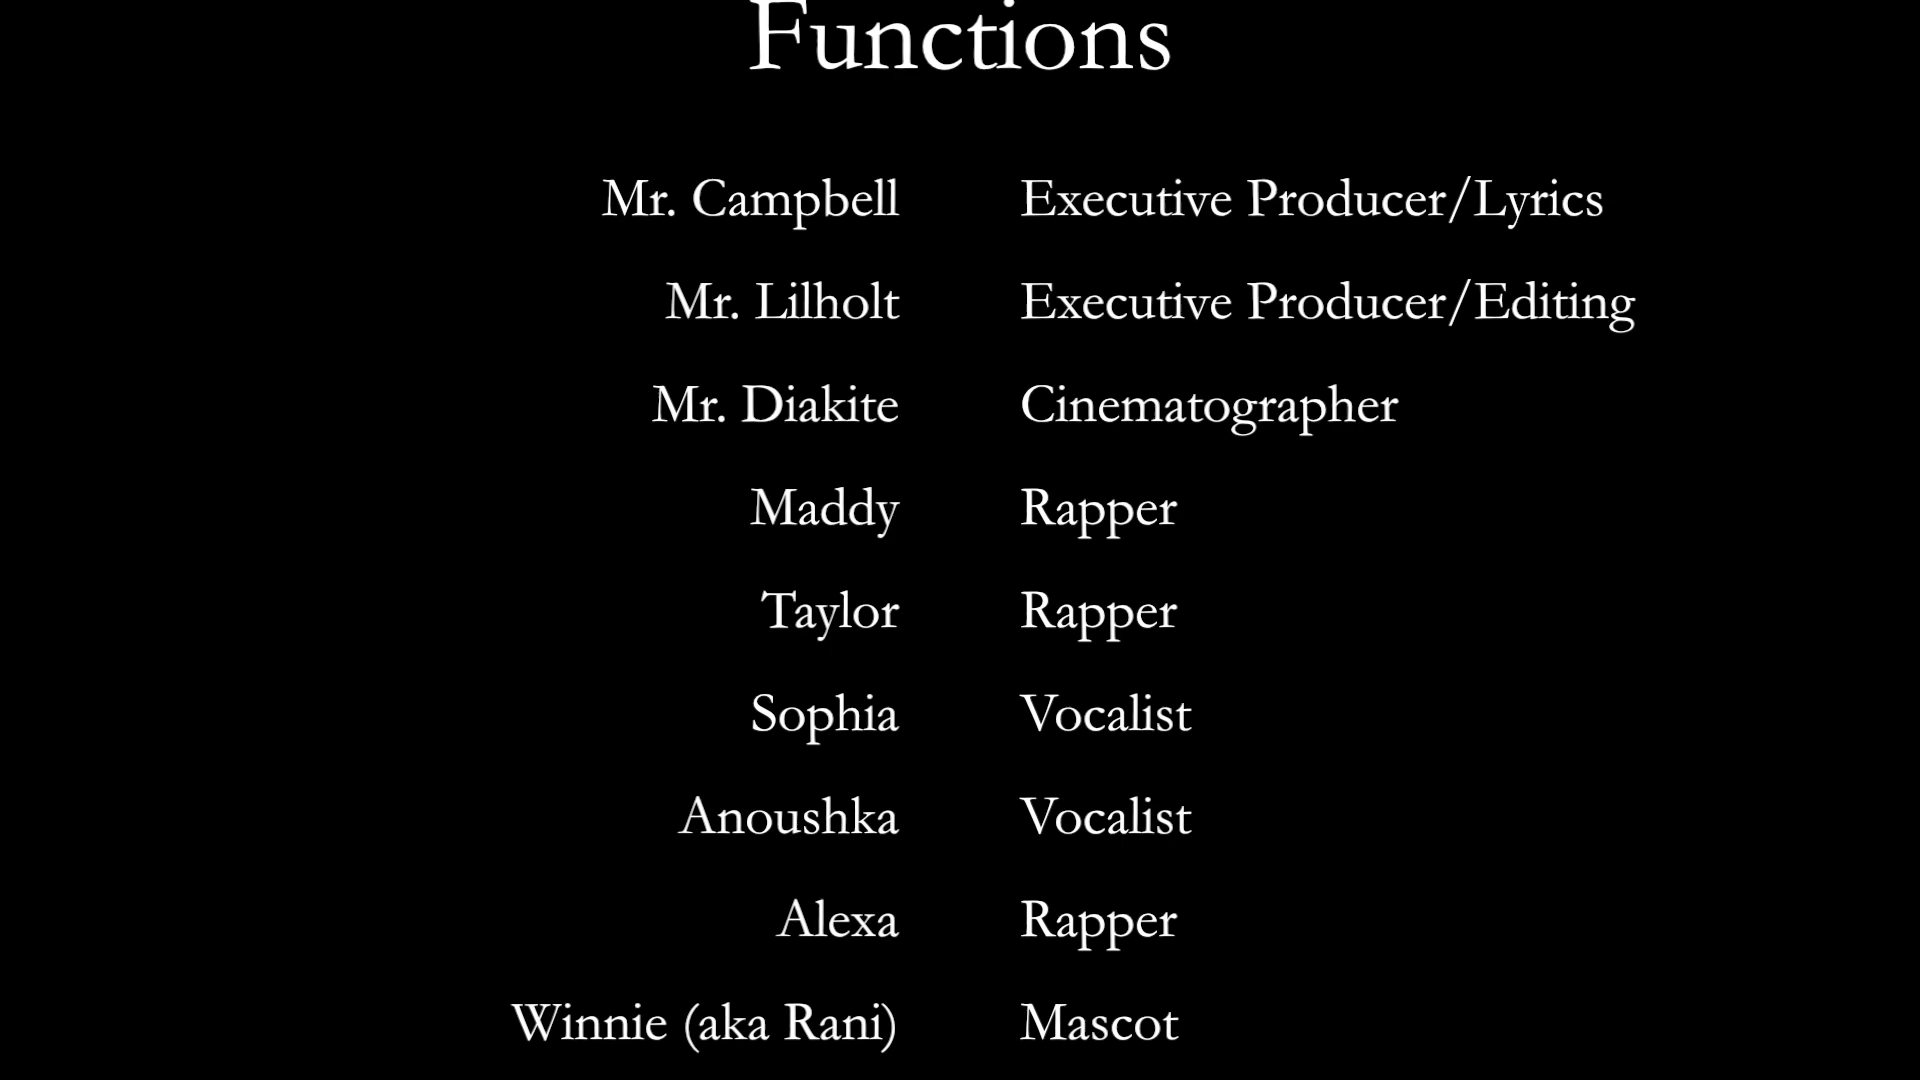 Functions
Mr. Campbell Executive Producer/Lyrics
Mr. Lilholt Executive Producer/Editing
Mr. Diakite Cinematographer
Maddy Rapper
Taylor Rapper
Sophia Vocalist
Anoushka Vocalist
Alexa Rapper
Winnie (aka Rani) Mascot